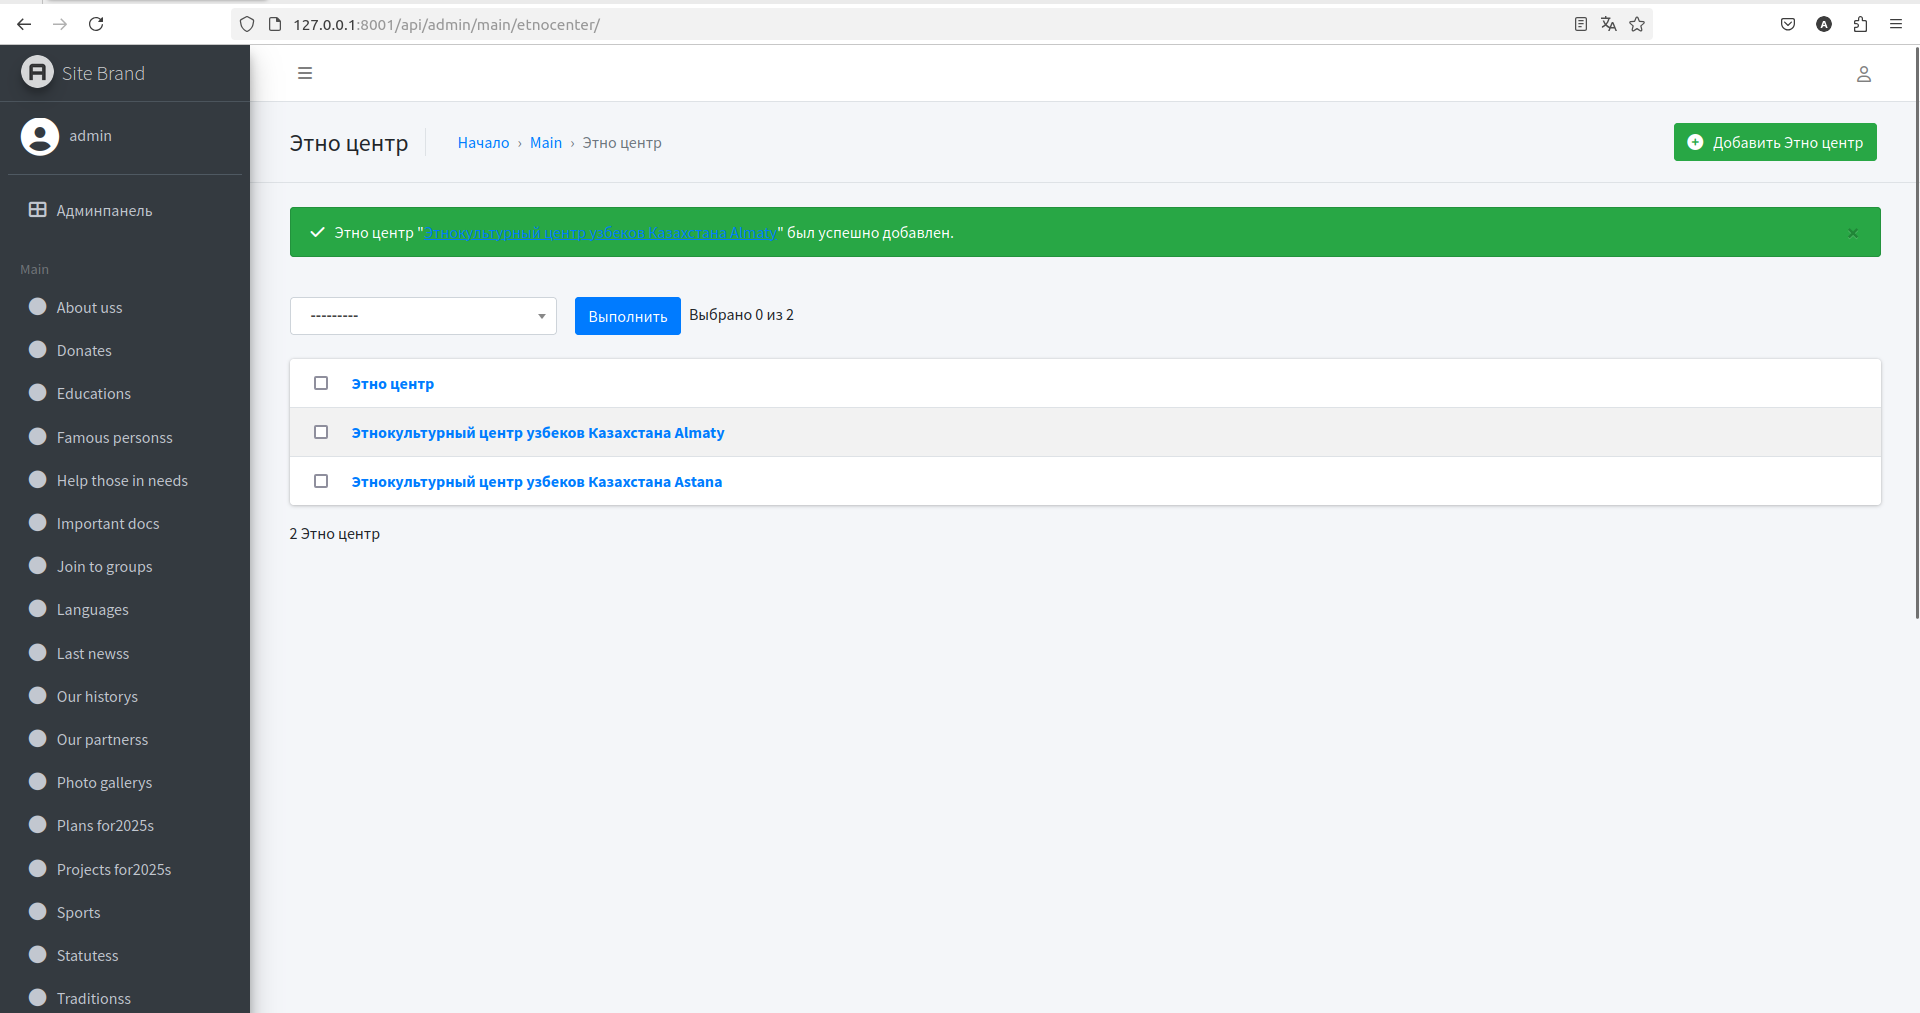 127.0.0.1:8001/api/admin/main/etnocenter/
A
Site Brand
admin
Админпанель
Main
About uss
Donates
Educations
Famous personss
Help those in needs
Important docs
Join to groups
Languages
Last newss
Our historys
Our partnerss
Photo gallerys
Plans for2025s
Projects for2025s
Sports
Statutess
Traditionss
Этно центр
Начало › Main › Этно центр
Добавить Этно центр
Этно центр "Этнокультурный центр узбеков Казахстана Almaty" был успешно добавлен.
×
---------
Выполнить
Выбрано 0 из 2
Этно центр
Этнокультурный центр узбеков Казахстана Almaty
Этнокультурный центр узбеков Казахстана Astana
2 Этно центр